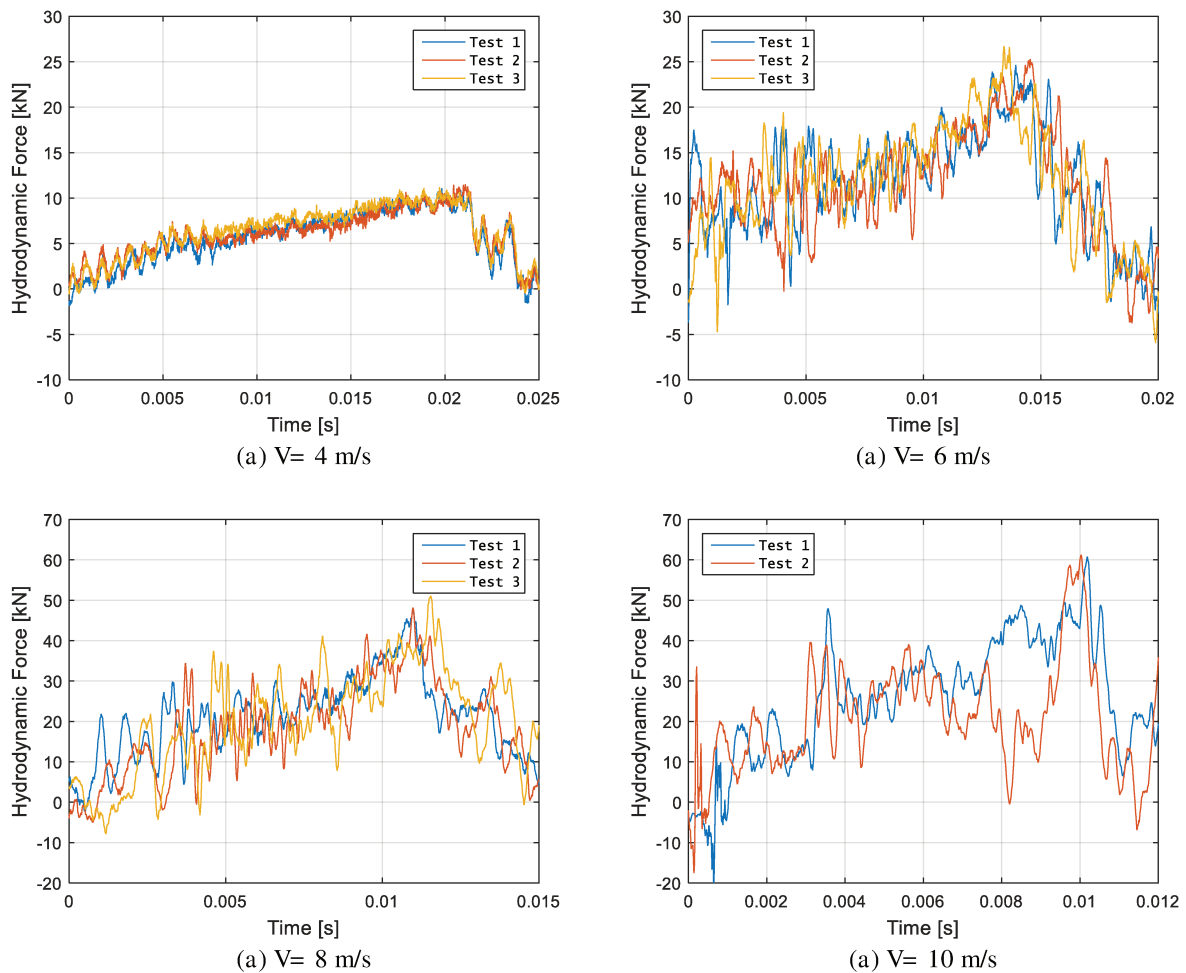 30
25
20
15
10
5
0
-5
-10
Hydrodynamic Force [kN]
Test 1
Test 2
Test 3
0
0.005
0.01
0.015
0.02
0.025
Time [s]
(a) V= 4 m/s
30
25
20
15
10
5
0
-5
-10
Hydrodynamic Force [kN]
Test 1
Test 2
Test 3
0
0.005
0.01
0.015
0.02
Time [s]
(a) V= 6 m/s
70
60
50
40
30
20
10
0
-10
-20
Hydrodynamic Force [kN]
Test 1
Test 2
Test 3
0
0.005
0.01
0.015
Time [s]
(a) V= 8 m/s
70
60
50
40
30
20
10
0
-10
-20
Hydrodynamic Force [kN]
Test 1
Test 2
0
0.002
0.004
0.006
0.008
0.01
0.012
Time [s]
(a) V= 10 m/s